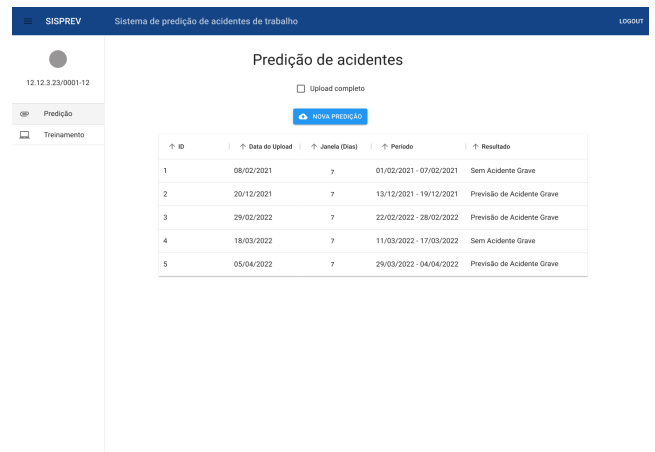 SISPREV Sistema de predição de acidentes de trabalho LOGOUT
12.12.3.23/0001-12
Predição
Treinamento
Predição de acidentes
Upload completo
NOVA PREDIÇÃO
ID Data do Upload Janela (Dias) Período Resultado
1 08/02/2021 7 01/02/2021 - 07/02/2021 Sem Acidente Grave
2 20/12/2021 7 13/12/2021 - 19/12/2021 Previsão de Acidente Grave
3 29/02/2022 7 22/02/2022 - 28/02/2022 Previsão de Acidente Grave
4 18/03/2022 7 11/03/2022 - 17/03/2022 Sem Acidente Grave
5 05/04/2022 7 29/03/2022 - 04/04/2022 Previsão de Acidente Grave